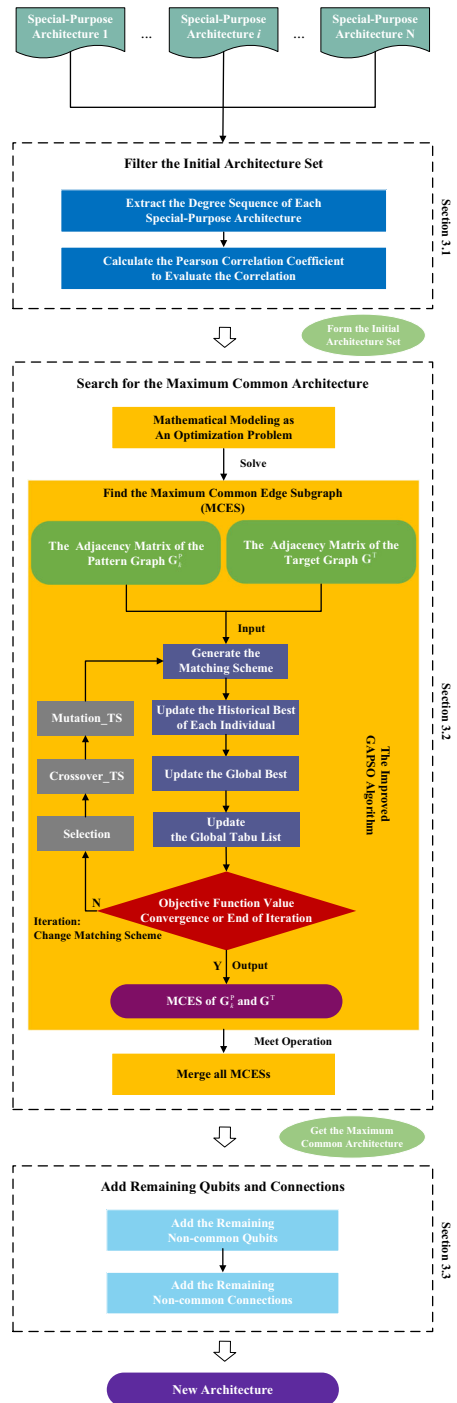 Special-Purpose
Architecture 1
...
Special-Purpose
Architecture i
...
Special-Purpose
Architecture N
Filter the Initial Architecture Set
Extract the Degree Sequence of Each
Special-Purpose Architecture
Calculate the Pearson Correlation Coefficient
to Evaluate the Correlation
Section 3.1
Form the Initial
Architecture Set
Search for the Maximum Common Architecture
Mathematical Modeling as
An Optimization Problem
Solve
Find the Maximum Common Edge Subgraph
(MCES)
The Adjacency Matrix of the
Pattern Graph G_k^P
The Adjacency Matrix of the
Target Graph G^T
Input
Generate the
Matching Scheme
Mutation_TS
Update the Historical Best
of Each Individual
Crossover_TS
Update the Global Best
Selection
Update
the Global Tabu List
The Improved
GAPSO Algorithm
Section 3.2
N
Objective Function Value
Convergence or End of Iteration
Iteration:
Change Matching Scheme
Y
Output
MCES of G_k^P and G^T
Meet Operation
Merge all MCESs
Get the Maximum
Common Architecture
Add Remaining Qubits and Connections
Add the Remaining
Non-common Qubits
Add the Remaining
Non-common Connections
Section 3.3
New Architecture